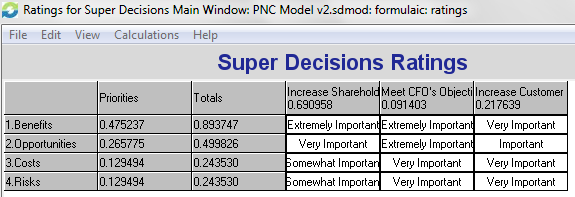 Ratings for Super Decisions Main Window: PNC Model v2.sdmod: formulaic: ratings
File Edit View Calculations Help
Super Decisions Ratings
Priorities Totals Increase Sharehold Meet CFO's Objecti Increase Customer
0.690958 0.091403 0.217639
1.Benefits 0.475237 0.893747 Extremely Important Extremely Important Very Important
2.Opportunities 0.265775 0.499826 Very Important Extremely Important Important
3.Costs 0.129494 0.243530 Somewhat Importan Very Important Very Important
4.Risks 0.129494 0.243530 Somewhat Importan Very Important Very Important